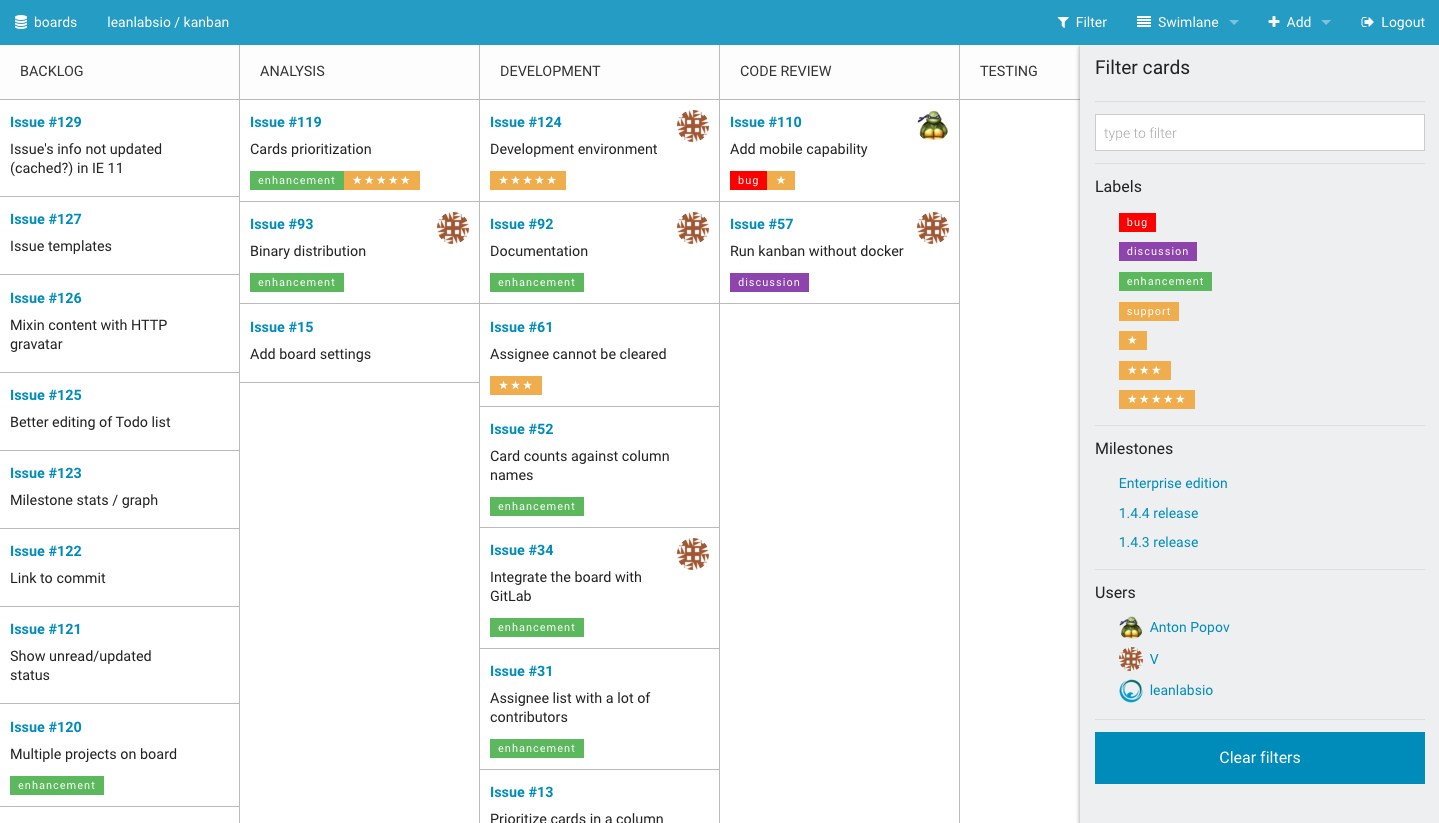 boards
leanlabsio / kanban
Filter
Swimlane
Add
Logout
BACKLOG
Issue #129
Issue's info not updated
(cached?) in IE 11
Issue #127
Issue templates
Issue #126
Mixin content with HTTP
gravatar
Issue #125
Better editing of Todo list
Issue #123
Milestone stats / graph
Issue #122
Link to commit
Issue #121
Show unread/updated
status
Issue #120
Multiple projects on board
enhancement
ANALYSIS
Issue #119
Cards prioritization
enhancement ★★★★★
Issue #93
Binary distribution
enhancement
Issue #15
Add board settings
DEVELOPMENT
Issue #124
Development environment
★★★★★
Issue #92
Documentation
enhancement
Issue #61
Assignee cannot be cleared
★★★
Issue #52
Card counts against column
names
enhancement
Issue #34
Integrate the board with
GitLab
enhancement
Issue #31
Assignee list with a lot of
contributors
enhancement
Issue #13
Prioritize cards in a column
CODE REVIEW
Issue #110
Add mobile capability
bug ★
Issue #57
Run kanban without docker
discussion
TESTING
Filter cards
type to filter
Labels
bug
discussion
enhancement
support
★
★★★
★★★★★
Milestones
Enterprise edition
1.4.4 release
1.4.3 release
Users
Anton Popov
V
leanlabsio
Clear filters